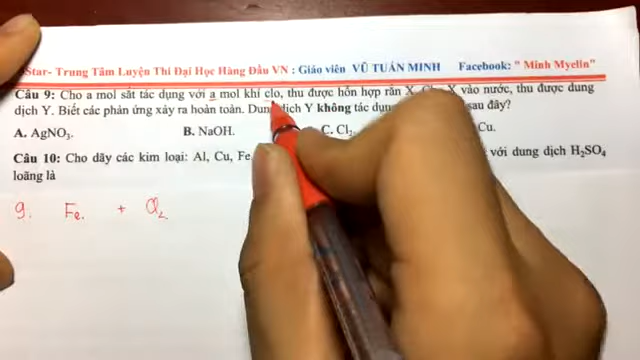 Star- Trung Tâm Luyện Thi Đại Học Hàng Đầu VN : Giáo viên VŨ TUẤN MINH Facebook: " Minh Myelin"
Câu 9: Cho a mol sắt tác dụng với a mol khí clo, thu được hỗn hợp rắn X. Cho X vào nước, thu được dung
dịch Y. Biết các phản ứng xảy ra hoàn toàn. Dung dịch Y không tác dụng sau đây?
A. AgNO3. B. NaOH. C. Cl2. Cu.
Câu 10: Cho dãy các kim loại: Al, Cu, Fe với dung dịch H2SO4
loãng là
9. Fe. + Cl2